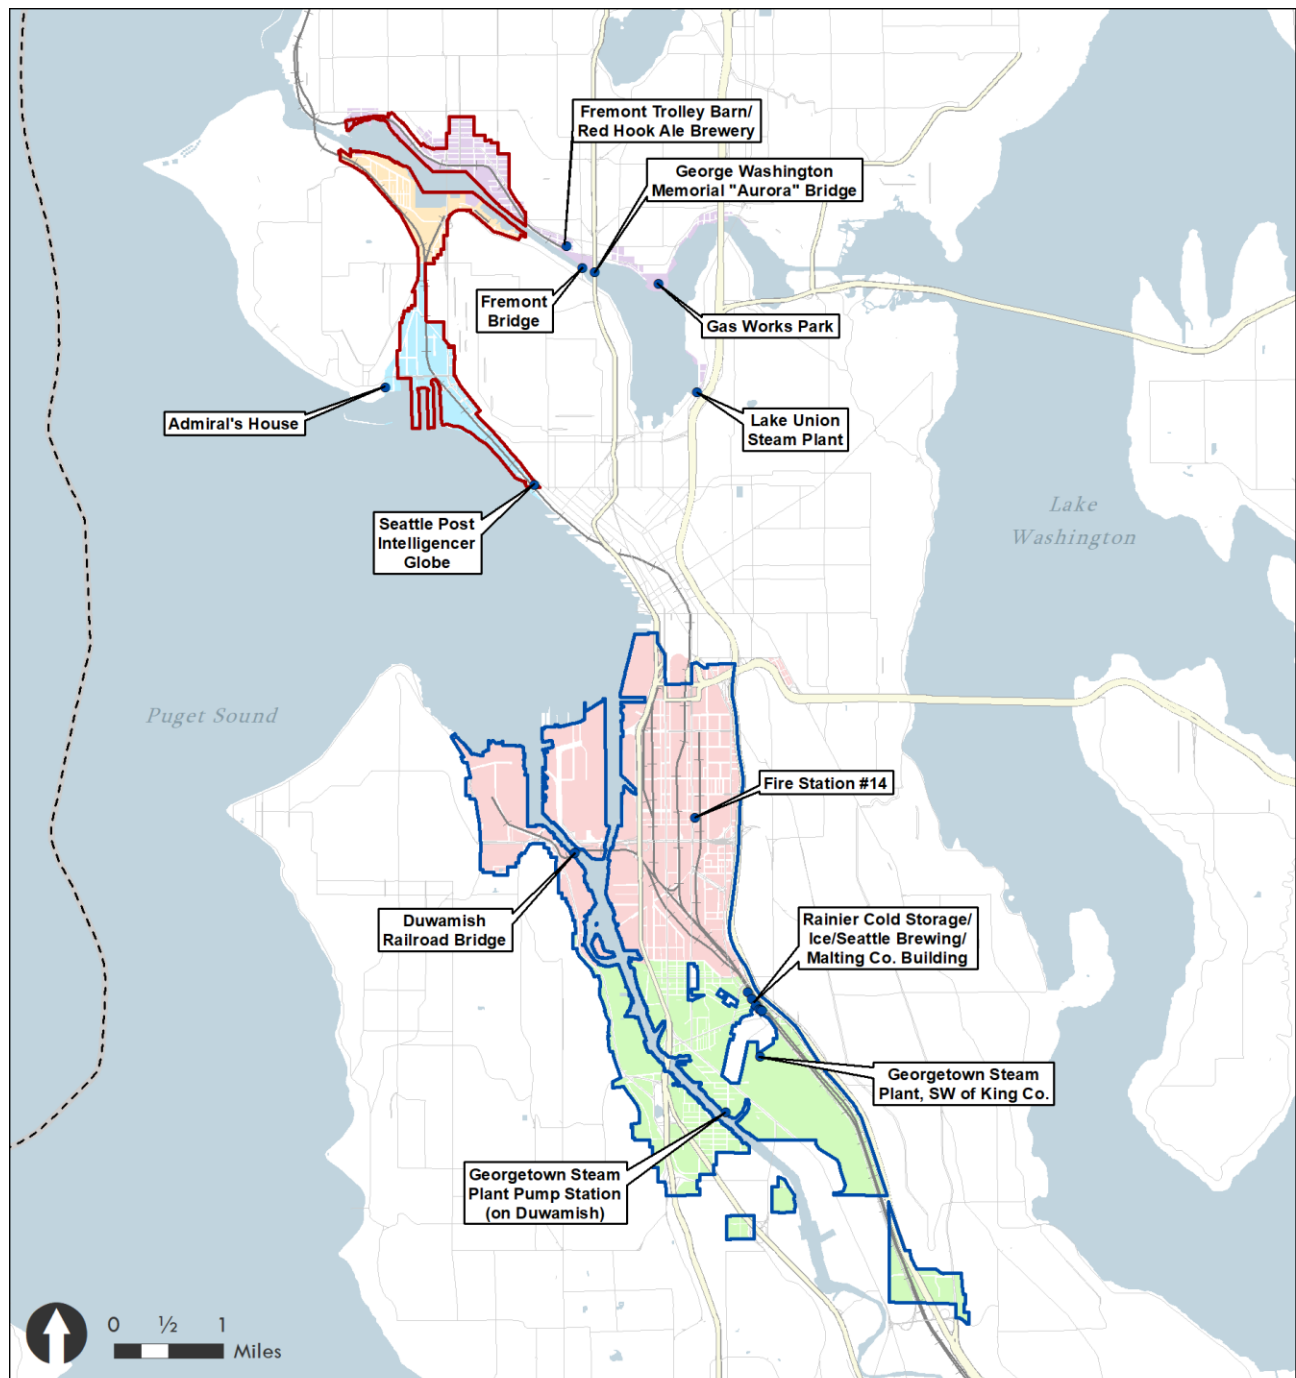 Fremont Trolley Barn/
Red Hook Ale Brewery
George Washington
Memorial "Aurora" Bridge
Fremont
Bridge
Gas Works Park
Admiral's House
Lake Union
Steam Plant
Seattle Post
Intelligencer
Globe
Lake
Washington
Puget Sound
Fire Station #14
Duwamish
Railroad Bridge
Rainier Cold Storage/
Ice/Seattle Brewing/
Malting Co. Building
Georgetown Steam
Plant, SW of King Co.
Georgetown Steam
Plant Pump Station
(on Duwamish)
0 ½ 1
Miles